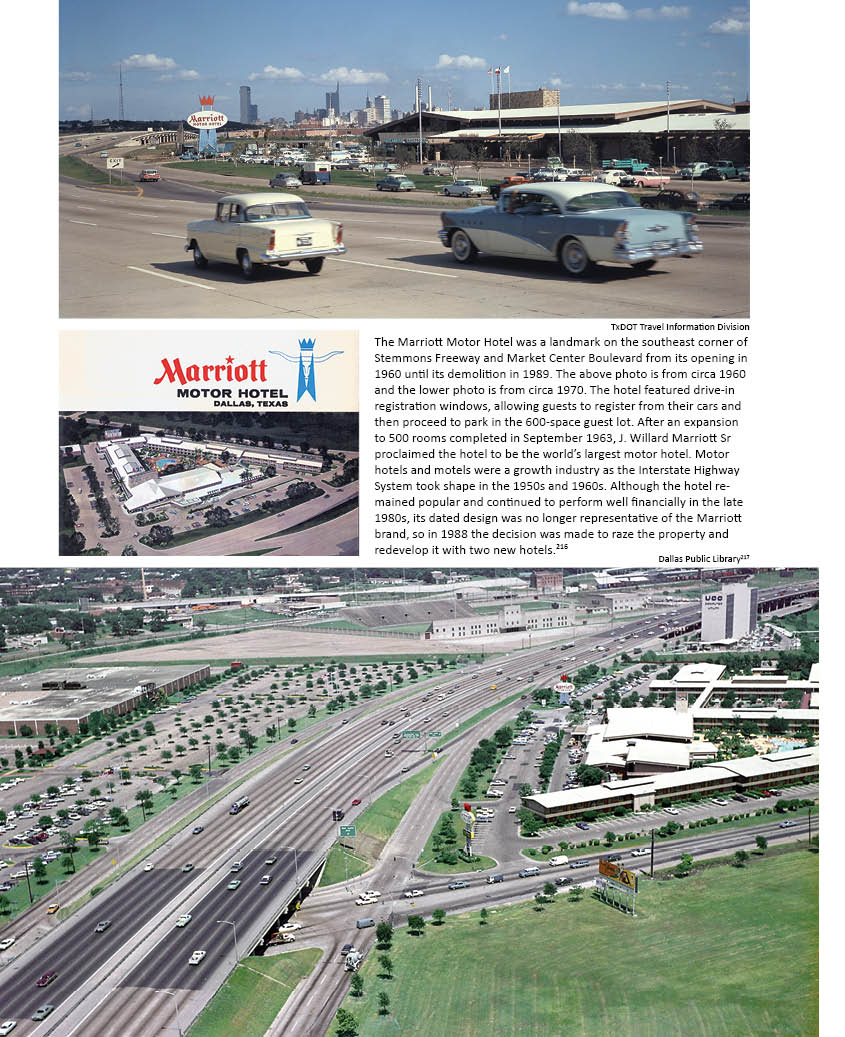 Marriott
MOTOR HOTEL
EXIT
TxDOT Travel Information Division
Marriott
MOTOR HOTEL
DALLAS, TEXAS
The Marriott Motor Hotel was a landmark on the southeast corner of
Stemmons Freeway and Market Center Boulevard from its opening in
1960 until its demolition in 1989. The above photo is from circa 1960
and the lower photo is from circa 1970. The hotel featured drive-in
registration windows, allowing guests to register from their cars and
then proceed to park in the 600-space guest lot. After an expansion
to 500 rooms completed in September 1963, J. Willard Marriott Sr
proclaimed the hotel to be the world’s largest motor hotel. Motor
hotels and motels were a growth industry as the Interstate Highway
System took shape in the 1950s and 1960s. Although the hotel re-
mained popular and continued to perform well financially in the late
1980s, its dated design was no longer representative of the Marriott
brand, so in 1988 the decision was made to raze the property and
redevelop it with two new hotels.²¹⁶
Dallas Public Library²¹⁷
UCC
Marriott